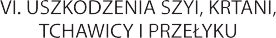 VI. USZKODZENIA SZYI, KRTANI,
TCHAWICY I PRZEŁYKU